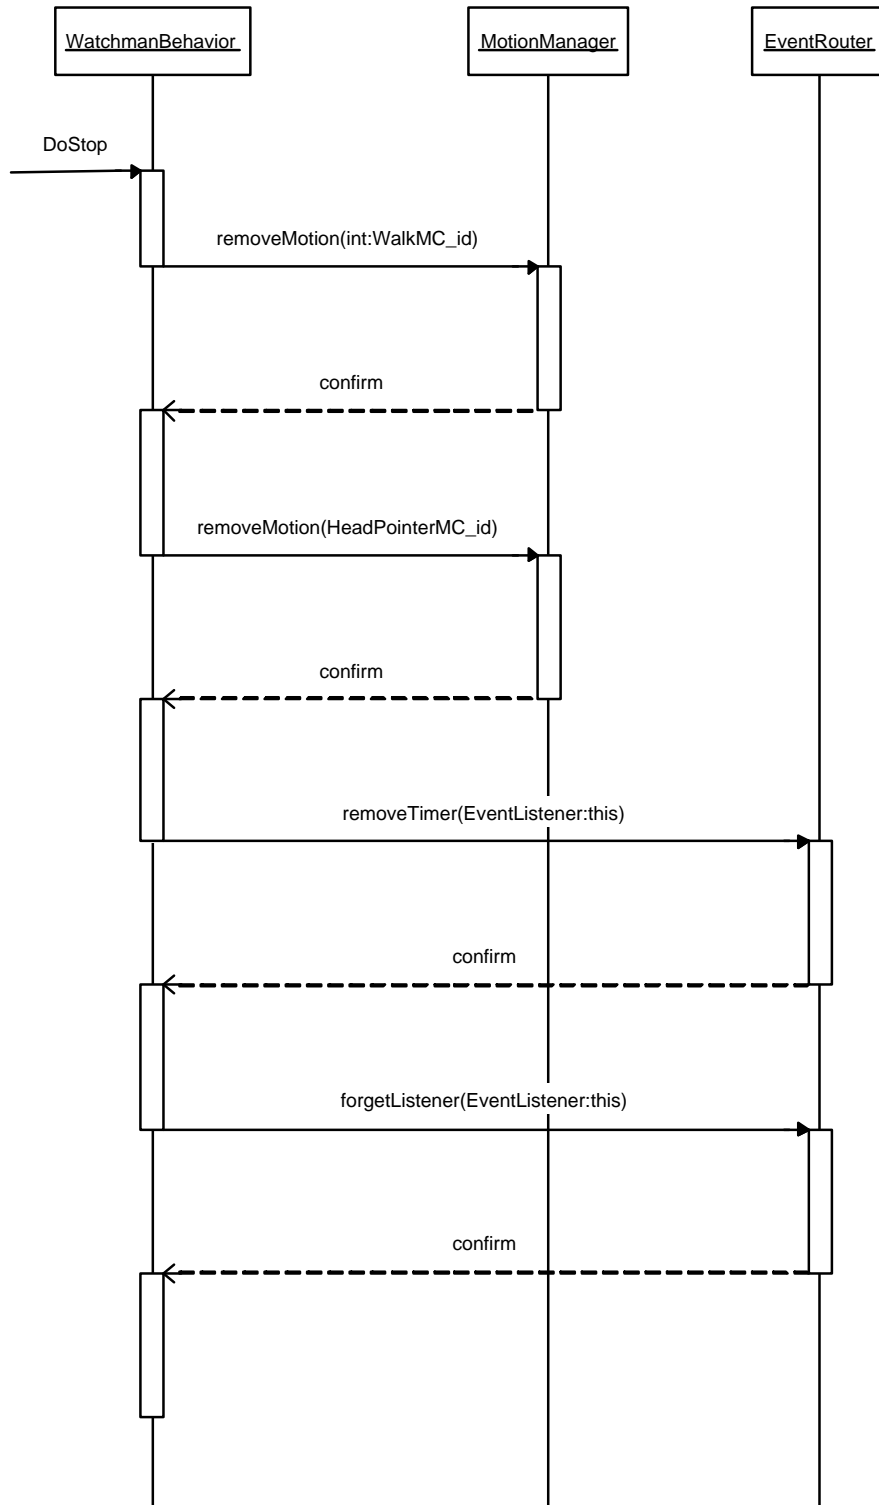 WatchmanBehavior
MotionManager
EventRouter
DoStop
removeMotion(int:WalkMC_id)
confirm
removeMotion(HeadPointerMC_id)
confirm
removeTimer(EventListener:this)
confirm
forgetListener(EventListener:this)
confirm